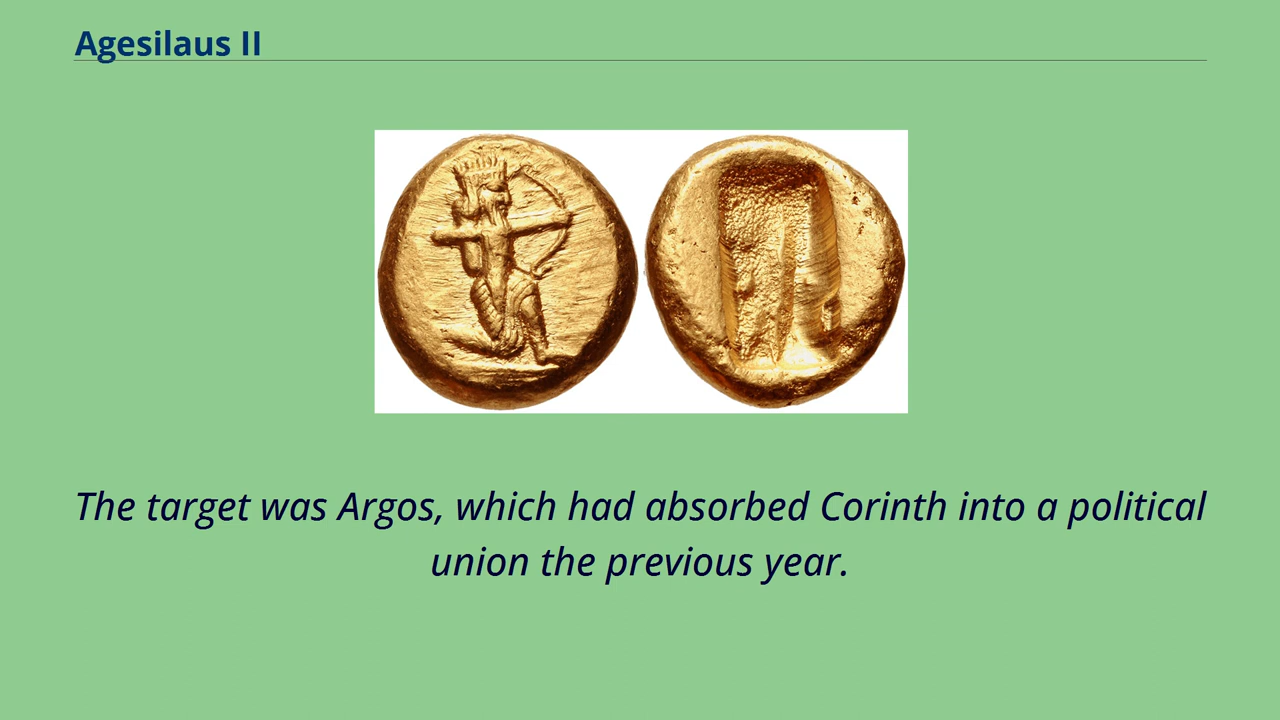 Agesilaus II
The target was Argos, which had absorbed Corinth into a political
union the previous year.